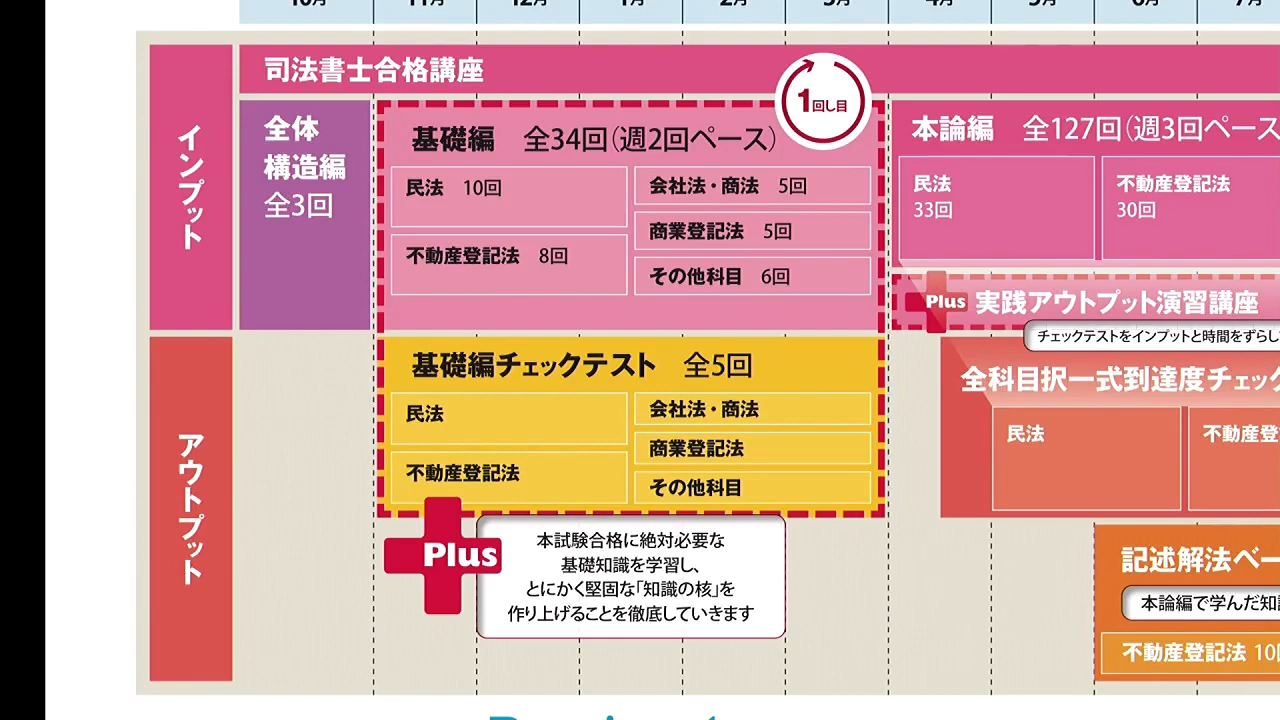 10月 11月 12月 1月 2月 3月 4月 5月 6月 7月
インプット
司法書士合格講座
全体
構造編
全3回
基礎編 全34回(週2回ペース)
1回し目
民法 10回
不動産登記法 8回
会社法・商法 5回
商業登記法 5回
その他科目 6回
本論編 全127回(週3回ペース
民法
33回
不動産登記法
30回
Plus 実践アウトプット演習講座
チェックテストをインプットと時間をずらし
アウトプット
基礎編チェックテスト 全5回
民法
不動産登記法
会社法・商法
商業登記法
その他科目
Plus
本試験合格に絶対必要な
基礎知識を学習し、
とにかく堅固な「知識の核」を
作り上げることを徹底していきます
全科目択一式到達度チェック
民法
不動産登
記述解法ベー
本論編で学んだ知
不動産登記法 10